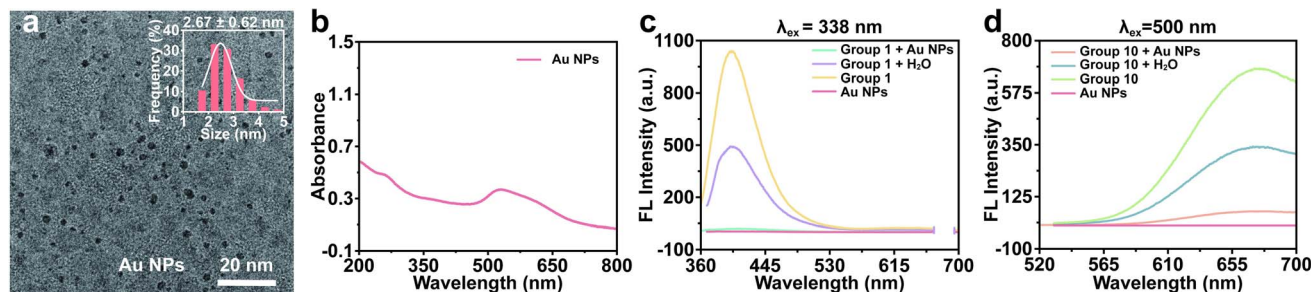 a
2.67 ± 0.62 nm
Frequency (%)
40
30
20
10
0
1 2 3 4 5
Size (nm)
Au NPs
20 nm
b
Absorbance
1.5
1.1
0.7
0.3
-0.1
Au NPs
200 350 500 650 800
Wavelength (nm)
c
λex = 338 nm
FL Intensity (a.u.)
1100
800
500
200
-100
Group 1 + Au NPs
Group 1 + H₂O
Group 1
Au NPs
360 445 530 615 700
Wavelength (nm)
d
λex=500 nm
FL Intensity (a.u.)
800
575
350
125
-100
Group 10 + Au NPs
Group 10 + H₂O
Group 10
Au NPs
520 565 610 655 700
Wavelength (nm)